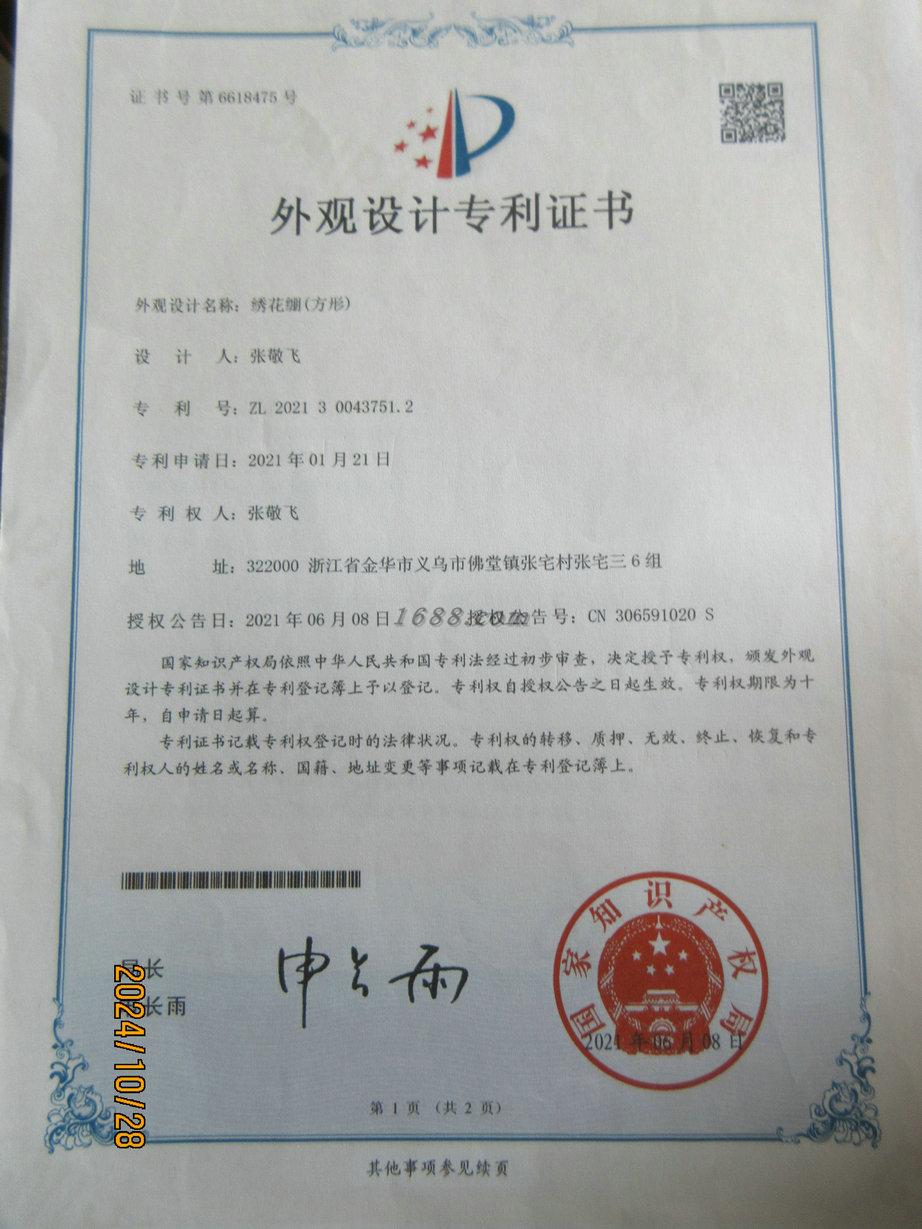 证书号第6618475号
外观设计专利证书
外观设计名称：绣花绷(方形)
设计人：张敬飞
专利号：ZL 2021 3 0043751.2
专利申请日：2021年01月21日
专利权人：张敬飞
地址：322000 浙江省金华市义乌市佛堂镇张宅村张宅三6组
授权公告日：2021年06月08日 授权公告号：CN 306591020 S
1688.com
国家知识产权局依照中华人民共和国专利法经过初步审查，决定授予专利权，颁发外观
设计专利证书并在专利登记簿上予以登记。专利权自授权公告之日起生效。专利权期限为十
年，自申请日起算。
专利证书记载专利权登记时的法律状况。专利权的转移、质押、无效、终止、恢复和专
利权人的姓名或名称、国籍、地址变更等事项记载在专利登记簿上。
局长
申长雨
申长雨
国家知识产权局
2021年06月08日
2024/10/28
第 1 页 （共 2 页）
其他事项参见续页